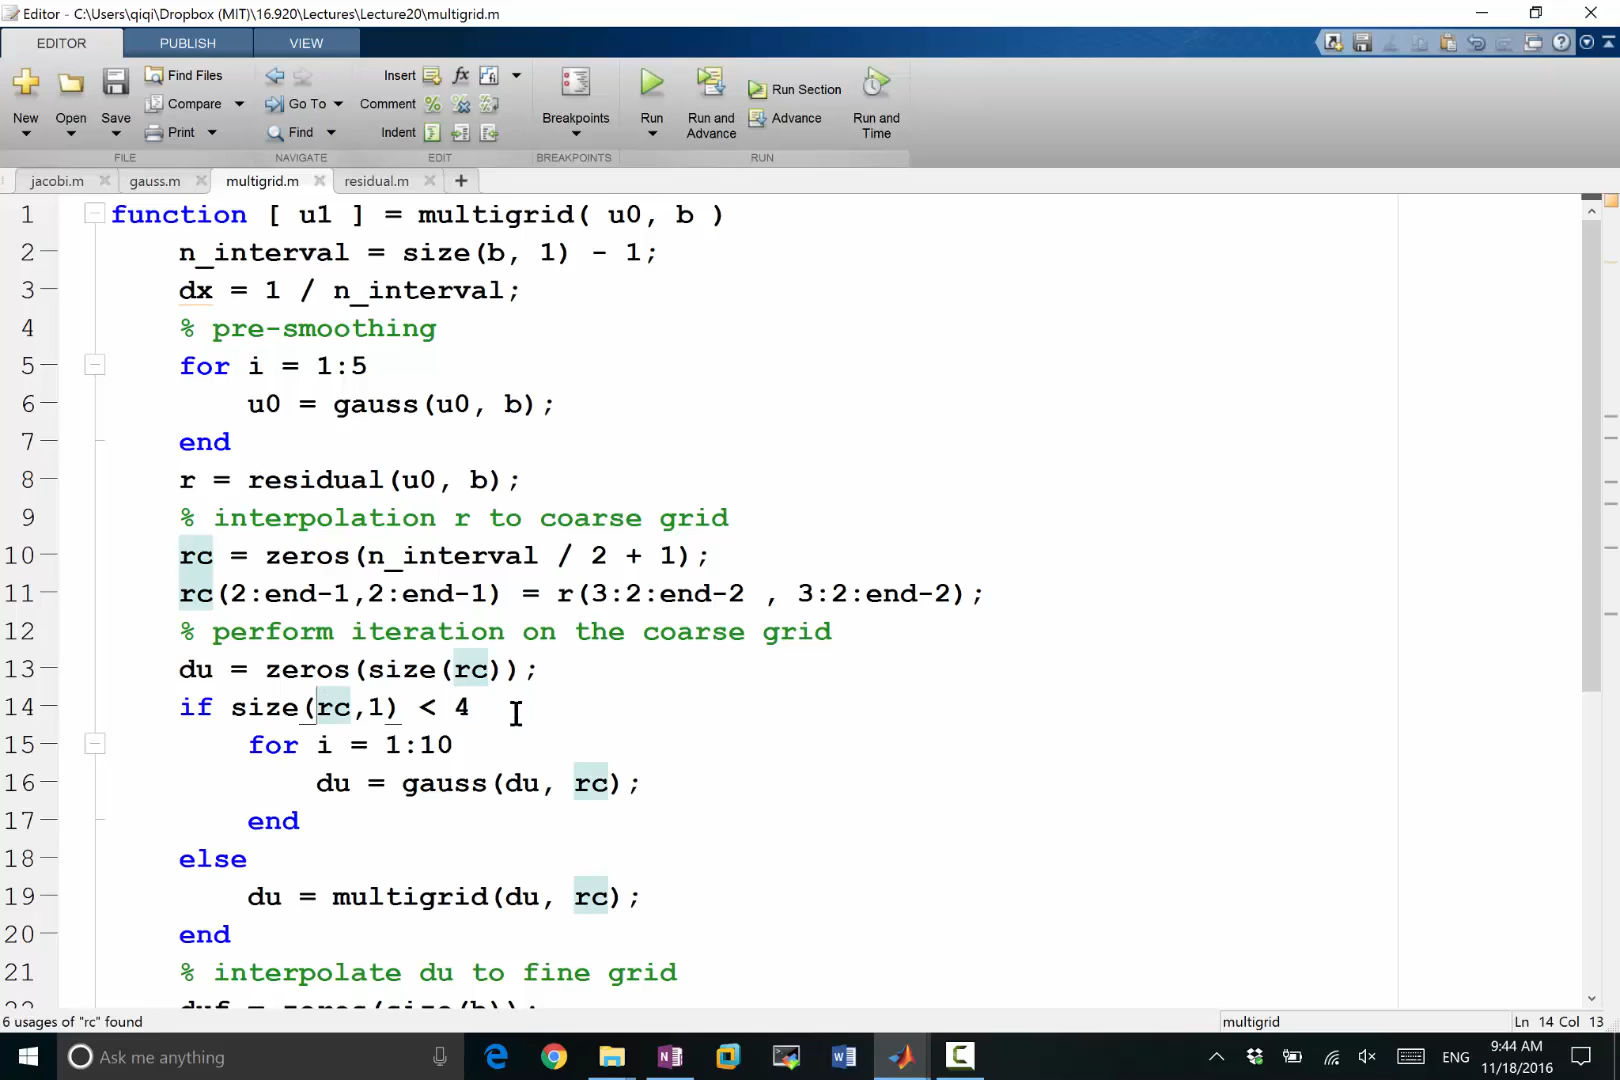 Editor - C:\Users\qiqi\Dropbox (MIT)\16.920\Lectures\Lecture20\multigrid.m
EDITOR PUBLISH VIEW
New Open Save
Find Files
Compare
Print
Go To
Find
Insert fx
Comment
Indent
Breakpoints
Run
Run and Advance
Run Section
Advance
Run and Time
FILE NAVIGATE EDIT BREAKPOINTS RUN
jacobi.m gauss.m multigrid.m residual.m
1 function [ u1 ] = multigrid( u0, b )
2 n_interval = size(b, 1) - 1;
3 dx = 1 / n_interval;
4 % pre-smoothing
5 for i = 1:5
6 u0 = gauss(u0, b);
7 end
8 r = residual(u0, b);
9 % interpolation r to coarse grid
10 rc = zeros(n_interval / 2 + 1);
11 rc(2:end-1,2:end-1) = r(3:2:end-2 , 3:2:end-2);
12 % perform iteration on the coarse grid
13 du = zeros(size(rc));
14 if size(rc,1) < 4
15 for i = 1:10
16 du = gauss(du, rc);
17 end
18 else
19 du = multigrid(du, rc);
20 end
21 % interpolate du to fine grid
22 duf = zeros(size(b));
6 usages of "rc" found multigrid Ln 14 Col 13
Ask me anything ENG 9:44 AM
11/18/2016